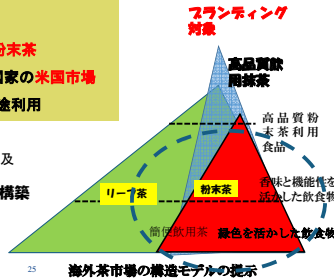 ブランディング
対象
粉末茶
国家の米国市場
途利用
高品質飲
用抹茶
高品質粉
末茶利用
食品
及
構築
リーフ茶
粉末茶
香味と機能性を
活かした飲食物
簡便飲用茶
緑色を活かした飲食物
25
海外茶市場の構造モデルの提示